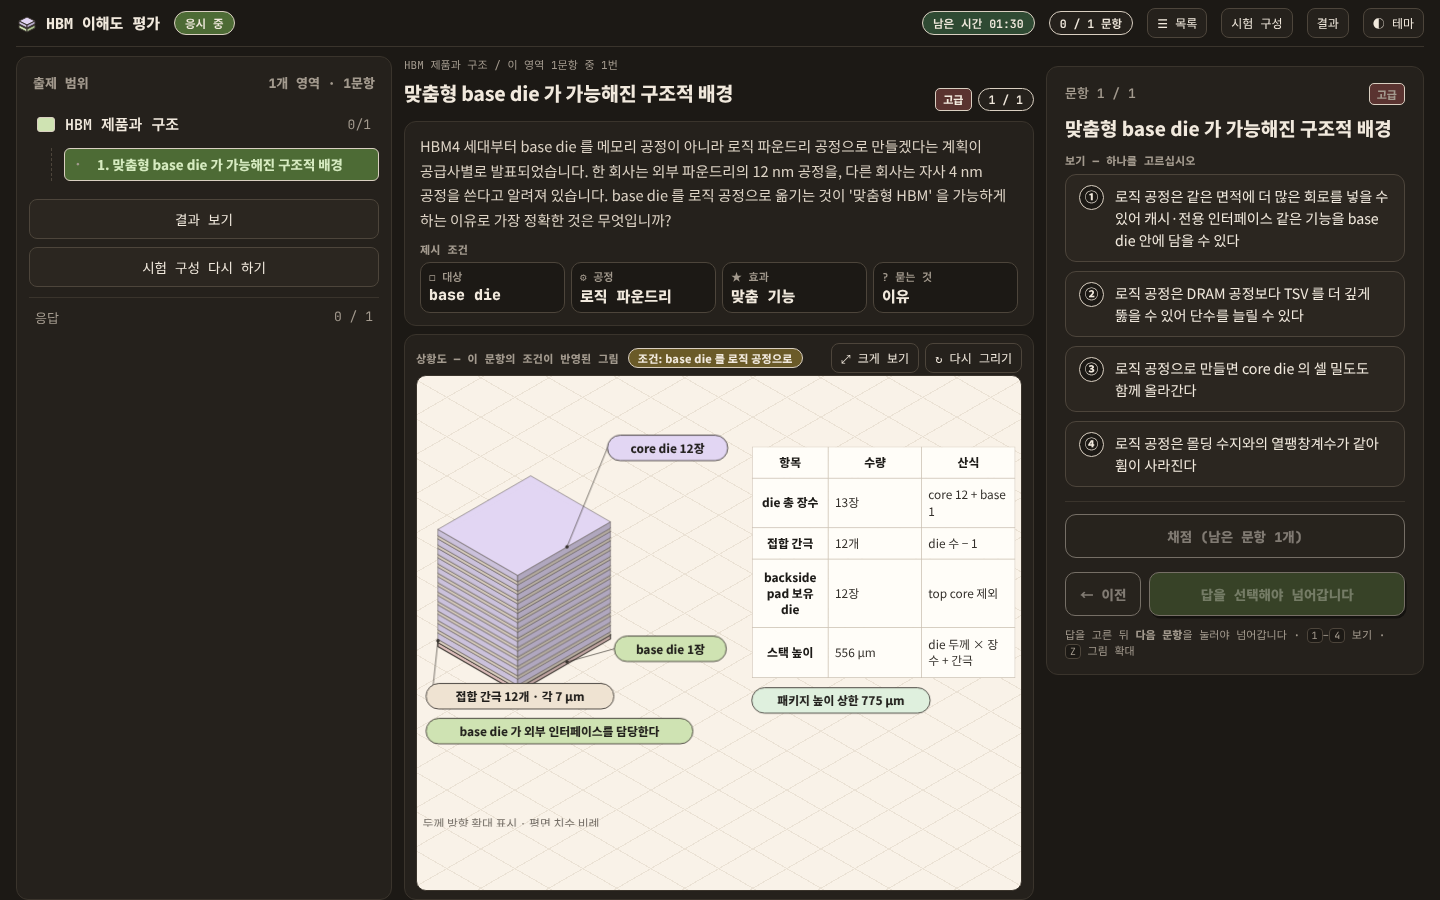 HBM 이해도 평가
응시 중
남은 시간 01:30
0 / 1 문항
☰ 목록
시험 구성
결과
◐ 테마
출제 범위
1개 영역 · 1문항
HBM 제품과 구조
0/1
1. 맞춤형 base die 가 가능해진 구조적 배경
결과 보기
시험 구성 다시 하기
응답
0 / 1
HBM 제품과 구조 / 이 영역 1문항 중 1번
맞춤형 base die 가 가능해진 구조적 배경
고급
1 / 1
HBM4 세대부터 base die 를 메모리 공정이 아니라 로직 파운드리 공정으로 만들겠다는 계획이
공급사별로 발표되었습니다. 한 회사는 외부 파운드리의 12 nm 공정을, 다른 회사는 자사 4 nm
공정을 쓴다고 알려져 있습니다. base die 를 로직 공정으로 옮기는 것이 '맞춤형 HBM' 을 가능하게
하는 이유로 가장 정확한 것은 무엇입니까?
제시 조건
□ 대상
base die
⚙ 공정
로직 파운드리
★ 효과
맞춤 기능
? 묻는 것
이유
상황도 — 이 문항의 조건이 반영된 그림
조건: base die 를 로직 공정으로
⤢ 크게 보기
↻ 다시 그리기
core die 12장
base die 1장
접합 간극 12개 · 각 7 µm
base die 가 외부 인터페이스를 담당한다
항목 수량 산식
die 총 장수 13장 core 12 + base
1
접합 간극 12개 die 수 − 1
backside
pad 보유 12장 top core 제외
die
스택 높이 556 µm die 두께 × 장
수 + 간극
패키지 높이 상한 775 µm
두께 방향 확대 표시 · 평면 치수 비례
문항 1 / 1
고급
맞춤형 base die 가 가능해진 구조적 배경
보기 — 하나를 고르십시오
① 로직 공정은 같은 면적에 더 많은 회로를 넣을 수
있어 캐시·전용 인터페이스 같은 기능을 base
die 안에 담을 수 있다
② 로직 공정은 DRAM 공정보다 TSV 를 더 깊게
뚫을 수 있어 단수를 늘릴 수 있다
③ 로직 공정으로 만들면 core die 의 셀 밀도도
함께 올라간다
④ 로직 공정은 몰딩 수지와의 열팽창계수가 같아
휨이 사라진다
채점 (남은 문항 1개)
← 이전
답을 선택해야 넘어갑니다
답을 고른 뒤 다음 문항을 눌러야 넘어갑니다 · 1–4 보기 ·
Z 그림 확대